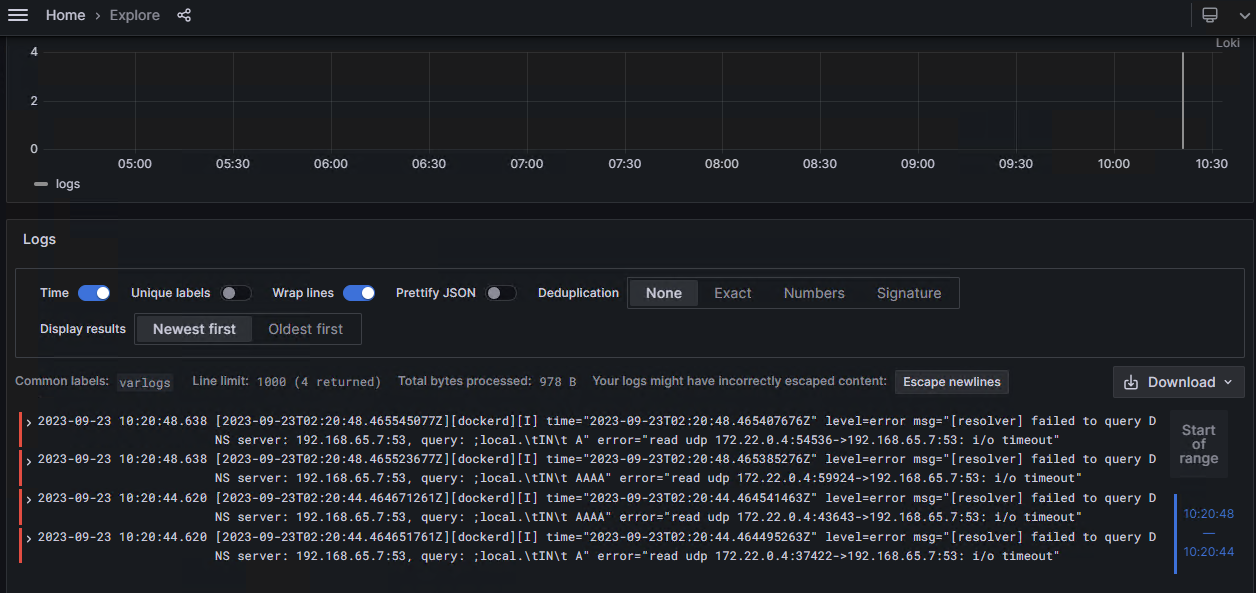 Home › Explore
Loki
4
2
0
05:00 05:30 06:00 06:30 07:00 07:30 08:00 08:30 09:00 09:30 10:00 10:30
logs
Logs
Time Unique labels Wrap lines Prettify JSON Deduplication None Exact Numbers Signature
Display results Newest first Oldest first
Common labels: varlogs Line limit: 1000 (4 returned) Total bytes processed: 978 B Your logs might have incorrectly escaped content: Escape newlines Download
2023-09-23 10:20:48.638 [2023-09-23T02:20:48.465545077Z][dockerd][I] time="2023-09-23T02:20:48.465407676Z" level=error msg="[resolver] failed to query D
NS server: 192.168.65.7:53, query: ;local.\tIN\t A" error="read udp 172.22.0.4:54536->192.168.65.7:53: i/o timeout"
2023-09-23 10:20:48.638 [2023-09-23T02:20:48.465523677Z][dockerd][I] time="2023-09-23T02:20:48.465385276Z" level=error msg="[resolver] failed to query D
NS server: 192.168.65.7:53, query: ;local.\tIN\t AAAA" error="read udp 172.22.0.4:59924->192.168.65.7:53: i/o timeout"
2023-09-23 10:20:44.620 [2023-09-23T02:20:44.464671261Z][dockerd][I] time="2023-09-23T02:20:44.464541463Z" level=error msg="[resolver] failed to query D
NS server: 192.168.65.7:53, query: ;local.\tIN\t AAAA" error="read udp 172.22.0.4:43643->192.168.65.7:53: i/o timeout"
2023-09-23 10:20:44.620 [2023-09-23T02:20:44.464651761Z][dockerd][I] time="2023-09-23T02:20:44.464495263Z" level=error msg="[resolver] failed to query D
NS server: 192.168.65.7:53, query: ;local.\tIN\t A" error="read udp 172.22.0.4:37422->192.168.65.7:53: i/o timeout"
Start
of
range
10:20:48
—
10:20:44